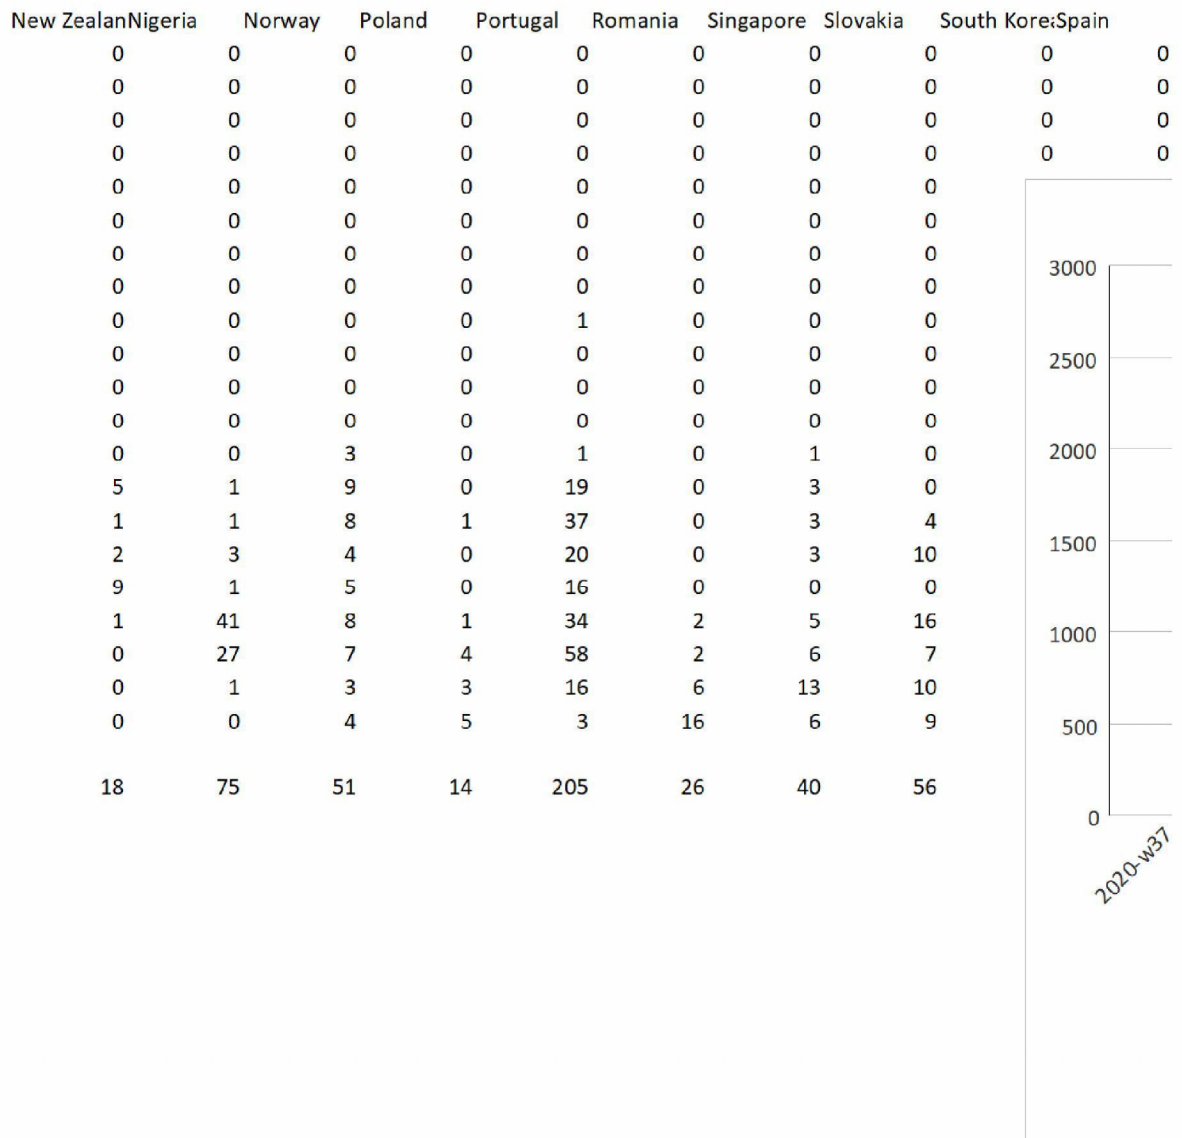 New Zealan Nigeria Norway Poland Portugal Romania Singapore Slovakia South Korea Spain
0 0 0 0 0 0 0 0 0 0
0 0 0 0 0 0 0 0 0 0
0 0 0 0 0 0 0 0 0 0
0 0 0 0 0 0 0 0 0 0
0 0 0 0 0 0 0 0
0 0 0 0 0 0 0 0
0 0 0 0 0 0 0 0
0 0 0 0 0 0 0 0
0 0 0 0 1 0 0 0
0 0 0 0 0 0 0 0
0 0 0 0 0 0 0 0
0 0 0 0 0 0 0 0
0 0 3 0 1 0 1 0
5 1 9 0 19 0 3 0
1 1 8 1 37 0 3 4
2 3 4 0 20 0 3 10
9 1 5 0 16 0 0 0
1 41 8 1 34 2 5 16
0 27 7 4 58 2 6 7
0 1 3 3 16 6 13 10
0 0 4 5 3 16 6 9
18 75 51 14 205 26 40 56
3000
2500
2000
1500
1000
500
0
2020-w37